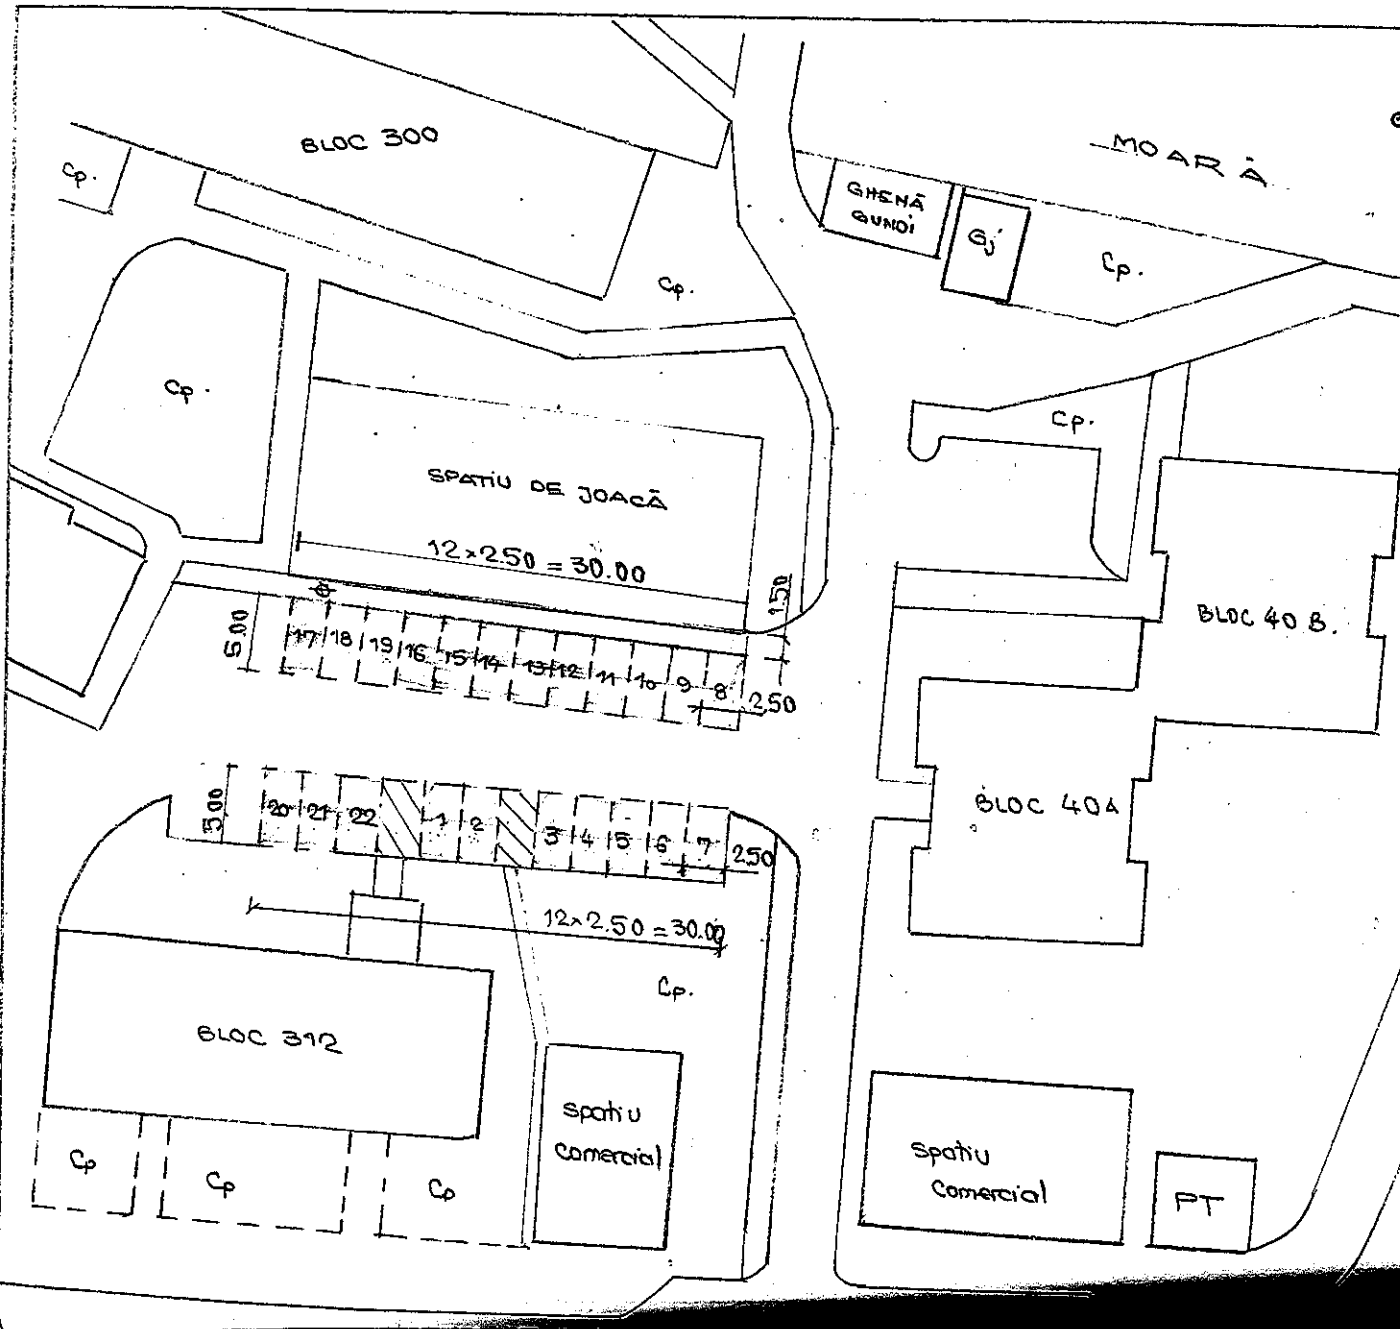 BLOC 300
MOARĂ
Cp.
GHENĂ
GUNOI
Gj
Cp.
Cp.
Cp.
Cp.
SPATIU DE JOACĂ
12×2.50 = 30.00
1.50
BLOC 40 B.
5.00
17 18 19 16 15 14 13 12 11 10 9 8
2.50
5.00
20 21 22 1 2 3 4 5 6 7
2.50
BLOC 40A
12×2.50 = 30.00
Cp.
BLOC 312
spatiu
comercial
spatiu
comercial
PT
Cp
Cp
Cp